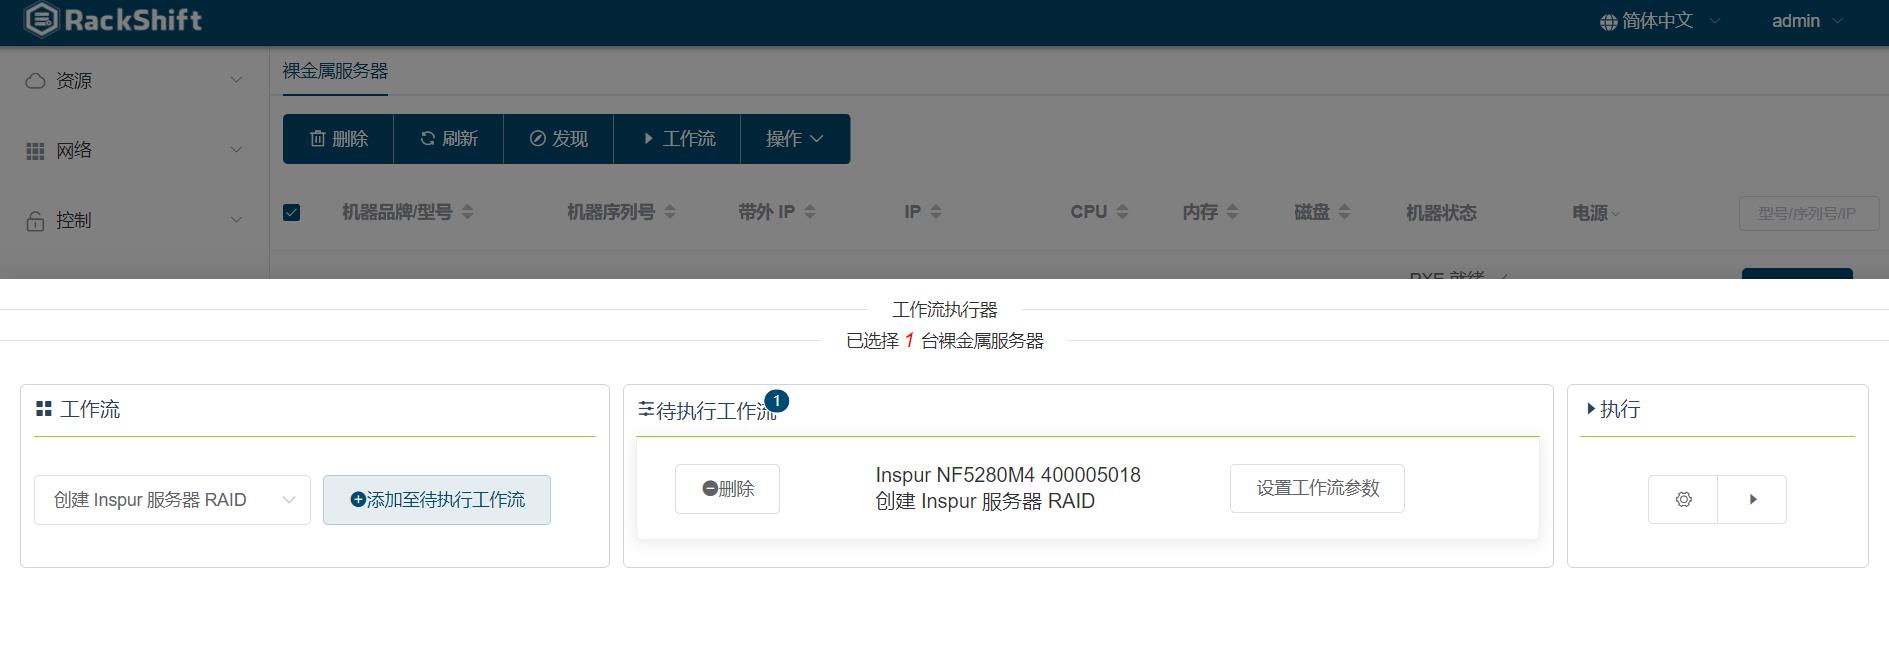 RackShift
简体中文
admin
资源
网络
控制
裸金属服务器
删除
刷新
发现
工作流
操作
机器品牌/型号
机器序列号
带外 IP
IP
CPU
内存
磁盘
机器状态
电源
型号/序列号/IP
PXE 就绪
工作流执行器
已选择 1 台裸金属服务器
工作流
创建 Inspur 服务器 RAID
添加至待执行工作流
待执行工作流
1
删除
Inspur NF5280M4 400005018
创建 Inspur 服务器 RAID
设置工作流参数
执行